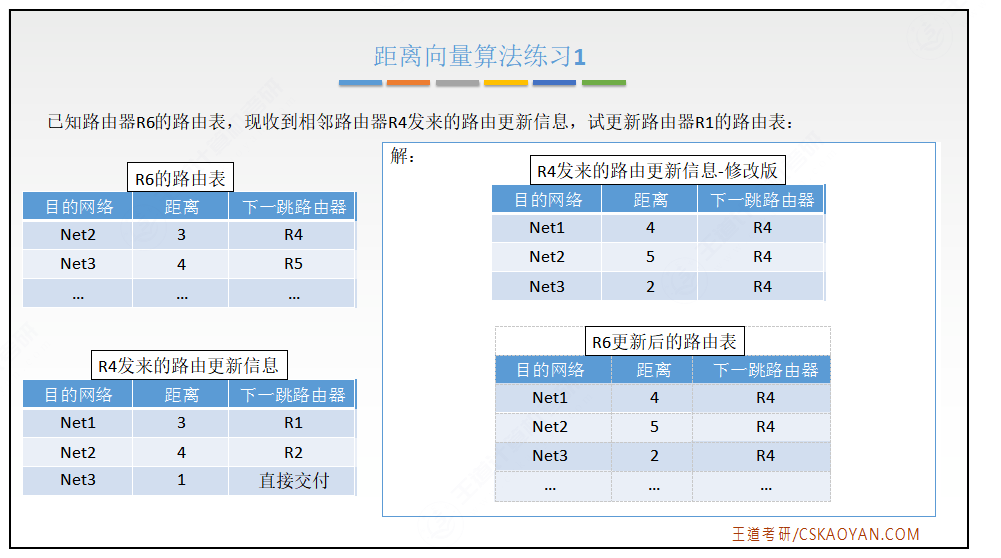 距离向量算法练习1
已知路由器R6的路由表，现收到相邻路由器R4发来的路由更新信息，试更新路由器R1的路由表：
R6的路由表
目的网络 距离 下一跳路由器
Net2 3 R4
Net3 4 R5
… … …
R4发来的路由更新信息
目的网络 距离 下一跳路由器
Net1 3 R1
Net2 4 R2
Net3 1 直接交付
解：
R4发来的路由更新信息-修改版
目的网络 距离 下一跳路由器
Net1 4 R4
Net2 5 R4
Net3 2 R4
R6更新后的路由表
目的网络 距离 下一跳路由器
Net1 4 R4
Net2 5 R4
Net3 2 R4
… … …
王道考研/CSKAOYAN.COM